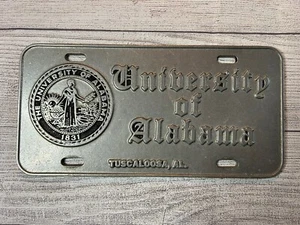 THE UNIVERSITY OF ALABAMA
1831
University
of
Alabama
TUSCALOOSA, AL.